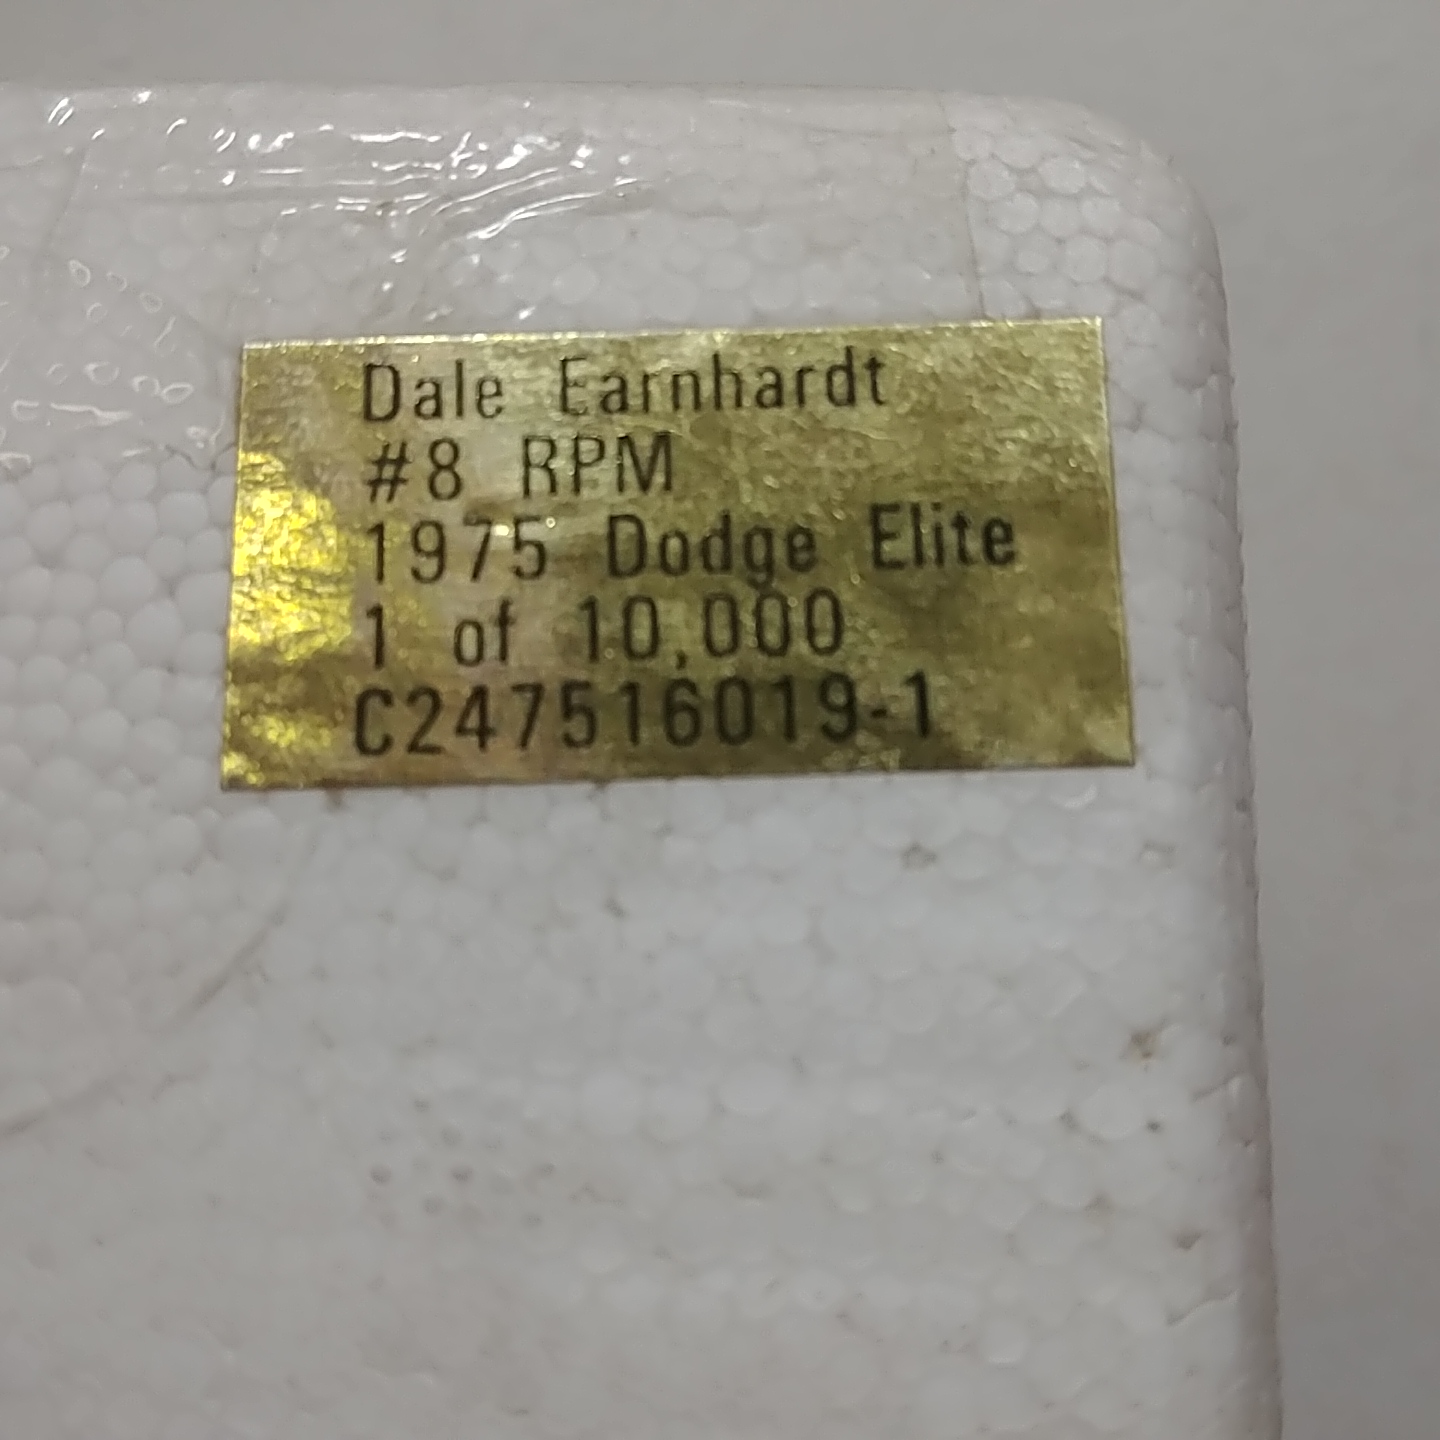 Dale Earnhardt
#8 RPM
1975 Dodge Elite
1 of 10,000
C247516019-1